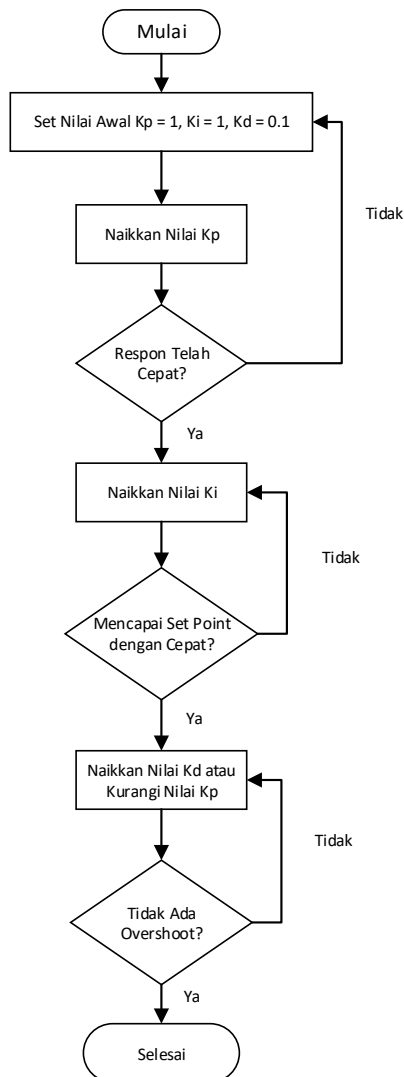 Mulai
Set Nilai Awal Kp = 1, Ki = 1, Kd = 0.1
Tidak
Naikkan Nilai Kp
Respon Telah
Cepat?
Ya
Naikkan Nilai Ki
Tidak
Mencapai Set Point
dengan Cepat?
Ya
Naikkan Nilai Kd atau
Kurangi Nilai Kp
Tidak
Tidak Ada
Overshoot?
Ya
Selesai